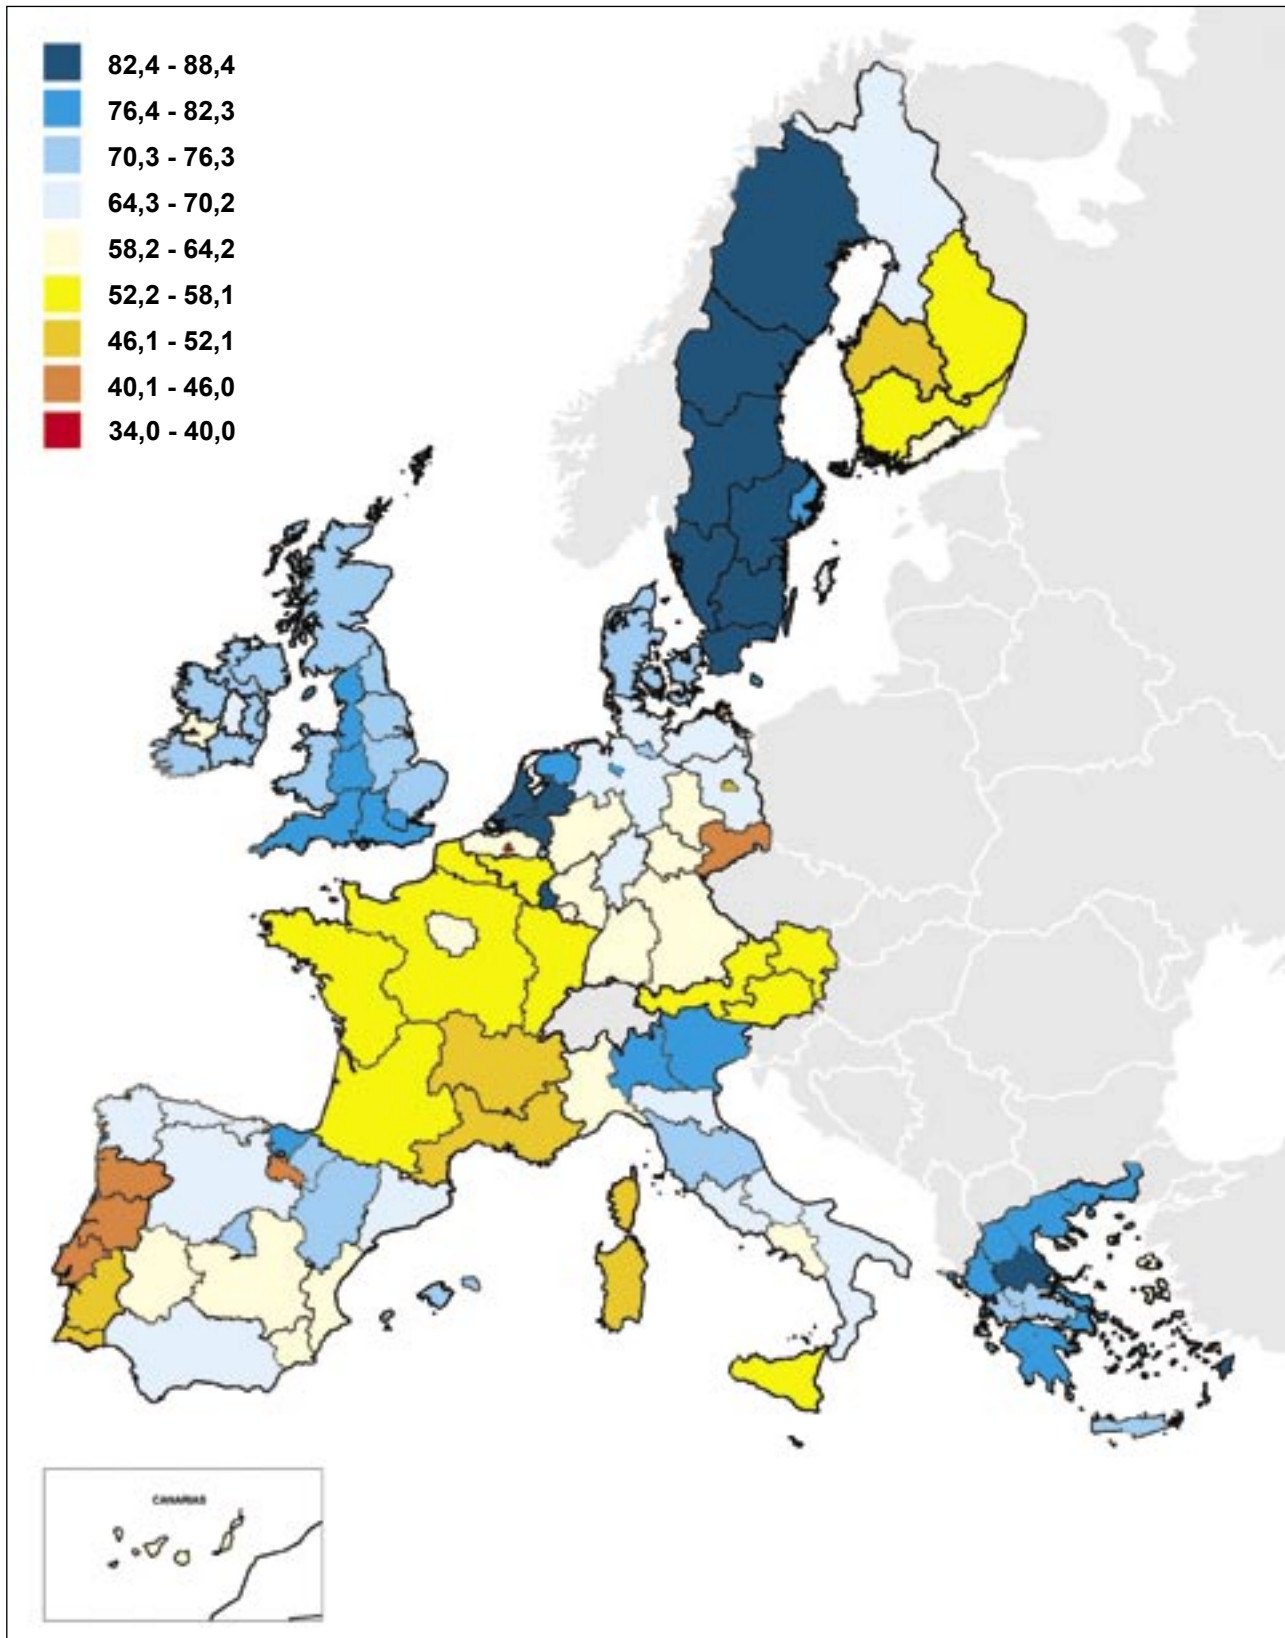 82,4 - 88,4
76,4 - 82,3
70,3 - 76,3
64,3 - 70,2
58,2 - 64,2
52,2 - 58,1
46,1 - 52,1
40,1 - 46,0
34,0 - 40,0
CANARIAS